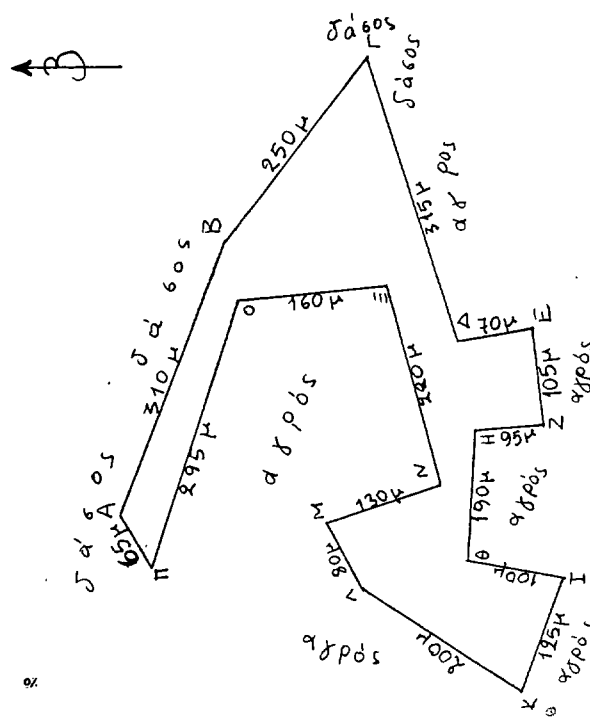 δάσος
Γ
δάσος
250μ
B
315μ
αγρος
δάσος
310μ
A
65μ
Π
δάσος
295μ
Ο
160μ
Ξ
αγρός
220μ
Ν
130μ
Μ
80μ
Λ
αγρός
200μ
Κ
Δ
70μ
Έ
105μ
αγρός
Ζ
95μ
Η
190μ
αγρός
Θ
100μ
Ι
125μ
αγρός